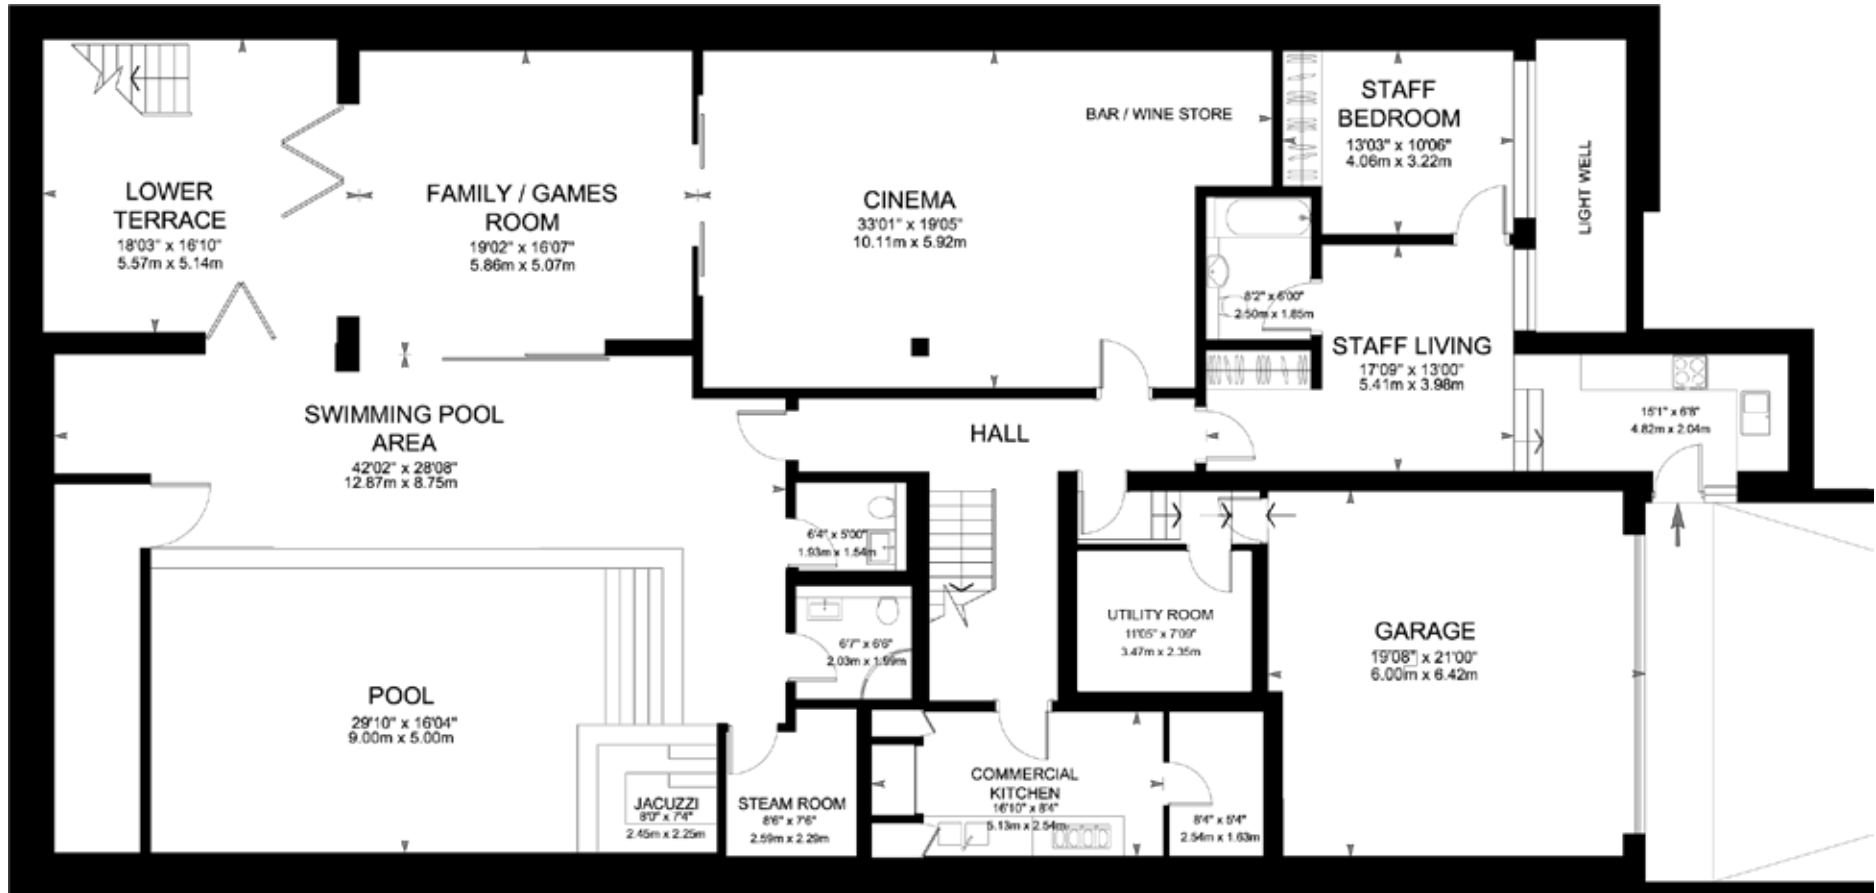 LOWER
TERRACE
18'03" x 16'10"
5.57m x 5.14m
FAMILY / GAMES
ROOM
19'02" x 16'07"
5.86m x 5.07m
CINEMA
33'01" x 19'05"
10.11m x 5.92m
BAR / WINE STORE
STAFF
BEDROOM
13'03" x 10'06"
4.06m x 3.22m
LIGHT WELL
8'2" x 6'00"
2.50m x 1.85m
STAFF LIVING
17'09" x 13'00"
5.41m x 3.98m
15'1" x 6'8"
4.82m x 2.04m
SWIMMING POOL
AREA
42'02" x 28'08"
12.87m x 8.75m
HALL
6'4" x 5'00"
1.93m x 1.54m
6'7" x 6'6"
2.03m x 1.99m
UTILITY ROOM
11'05" x 7'09"
3.47m x 2.35m
GARAGE
19'08" x 21'00"
6.00m x 6.42m
POOL
29'10" x 16'04"
9.00m x 5.00m
JACUZZI
8'0" x 7'4"
2.45m x 2.25m
STEAM ROOM
8'6" x 7'6"
2.59m x 2.29m
COMMERCIAL
KITCHEN
16'10" x 8'4"
5.13m x 2.54m
8'4" x 5'4"
2.54m x 1.63m